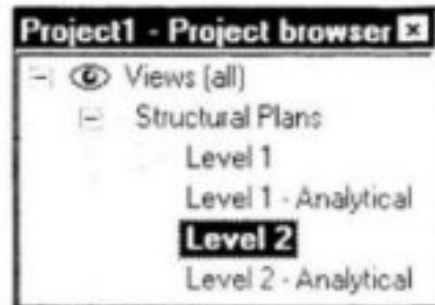 Project1 - Project browser
Views (all)
Structural Plans
Level 1
Level 1 - Analytical
Level 2
Level 2 - Analytical